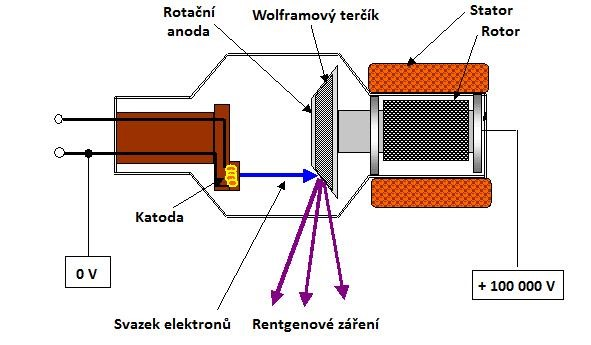 Rotační
anoda
Wolframový terčík
Stator
Rotor
Katoda
0 V
+ 100 000 V
Svazek elektronů
Rentgenové záření